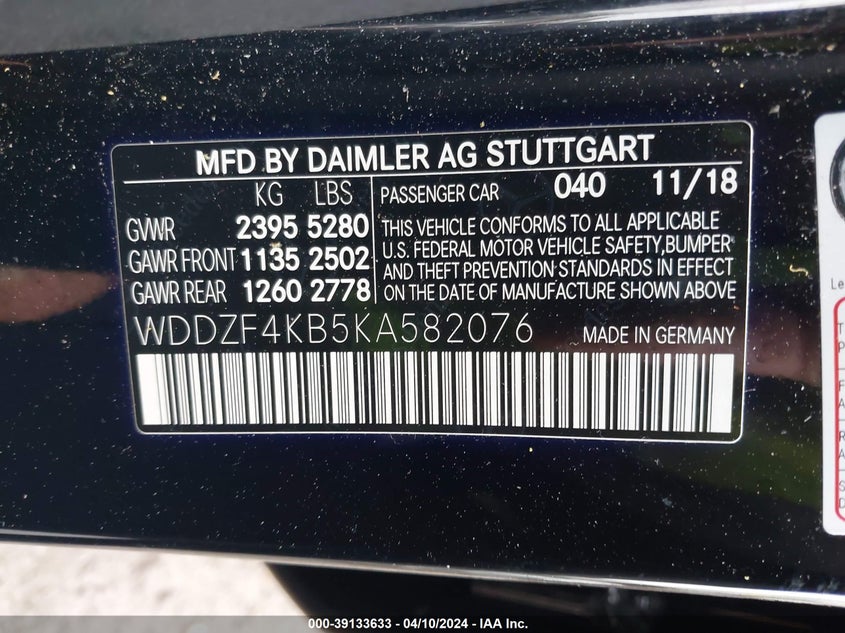 MFD BY DAIMLER AG STUTTGART
KG LBS
GVWR 2395 5280
GAWR FRONT 1135 2502
GAWR REAR 1260 2778
PASSENGER CAR 040 11/18
THIS VEHICLE CONFORMS TO ALL APPLICABLE
U.S. FEDERAL MOTOR VEHICLE SAFETY, BUMPER
AND THEFT PREVENTION STANDARDS IN EFFECT
ON THE DATE OF MANUFACTURE SHOWN ABOVE
WDDZF4KB5KA582076 MADE IN GERMANY
Le
T
P
F
A
R
A
S
D
000-39133633 - 04/10/2024 - IAA Inc.